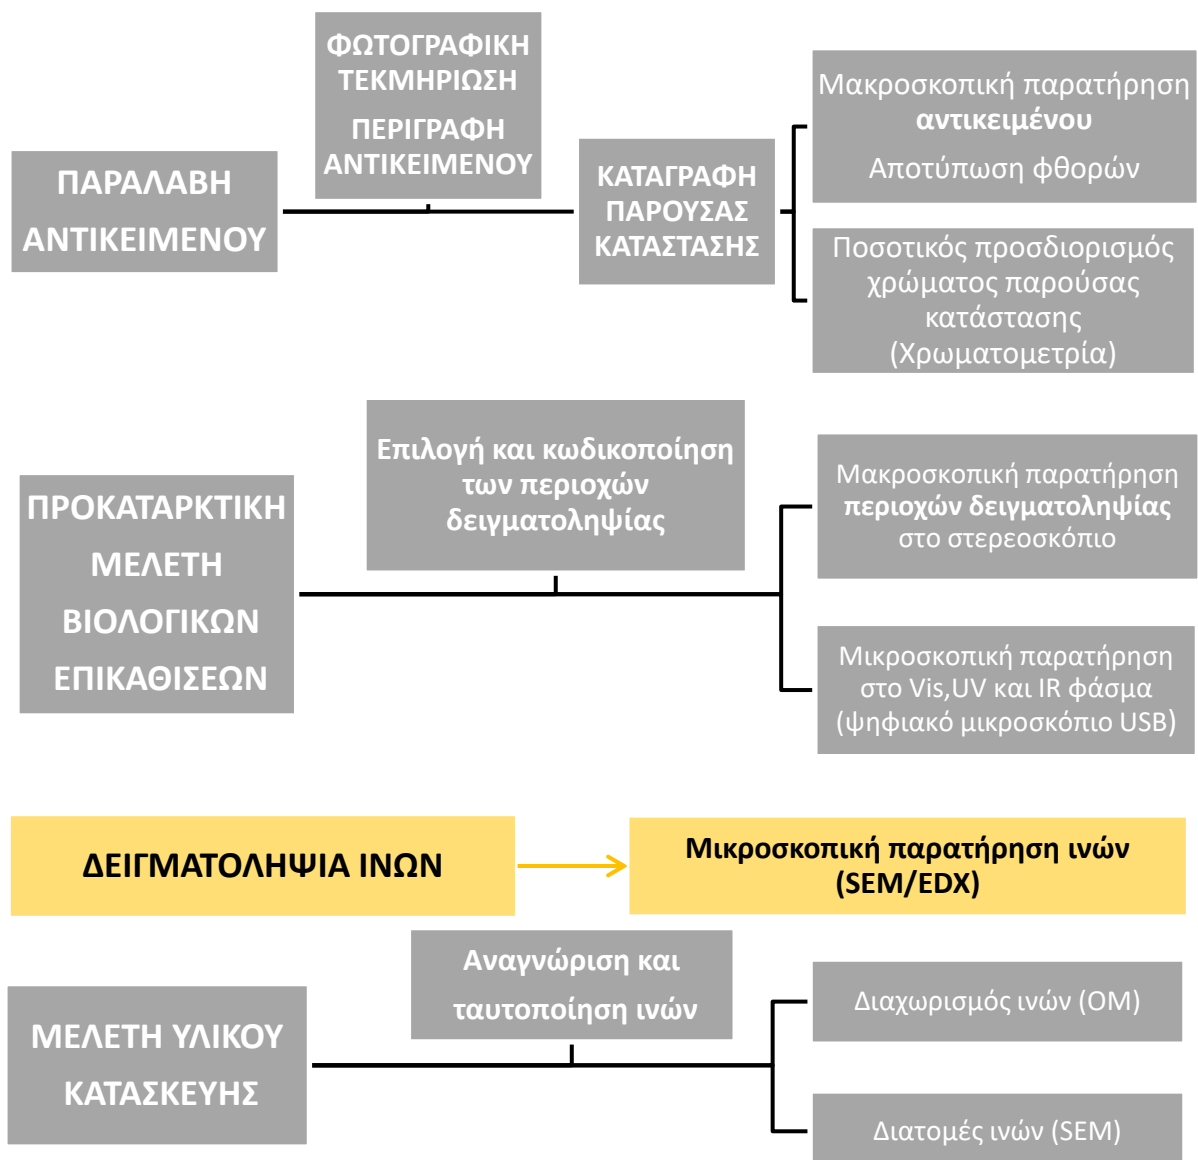 ΠΑΡΑΛΑΒΗ
ΑΝΤΙΚΕΙΜΕΝΟΥ
ΦΩΤΟΓΡΑΦΙΚΗ
ΤΕΚΜΗΡΙΩΣΗ
ΠΕΡΙΓΡΑΦΗ
ΑΝΤΙΚΕΙΜΕΝΟΥ
ΚΑΤΑΓΡΑΦΗ
ΠΑΡΟΥΣΑΣ
ΚΑΤΑΣΤΑΣΗΣ
Μακροσκοπική παρατήρηση
αντικειμένου
Αποτύπωση φθορών
Ποσοτικός προσδιορισμός
χρώματος παρούσας
κατάστασης
(Χρωματομετρία)
ΠΡΟΚΑΤΑΡΚΤΙΚΗ
ΜΕΛΕΤΗ
ΒΙΟΛΟΓΙΚΩΝ
ΕΠΙΚΑΘΙΣΕΩΝ
Επιλογή και κωδικοποίηση
των περιοχών
δειγματοληψίας
Μακροσκοπική παρατήρηση
περιοχών δειγματοληψίας
στο στερεοσκόπιο
Μικροσκοπική παρατήρηση
στο Vis,UV και IR φάσμα
(ψηφιακό μικροσκόπιο USB)
ΔΕΙΓΜΑΤΟΛΗΨΙΑ ΙΝΩΝ
Μικροσκοπική παρατήρηση ινών
(SEM/EDX)
ΜΕΛΕΤΗ ΥΛΙΚΟΥ
ΚΑΤΑΣΚΕΥΗΣ
Αναγνώριση και
ταυτοποίηση ινών
Διαχωρισμός ινών (ΟΜ)
Διατομές ινών (SEM)